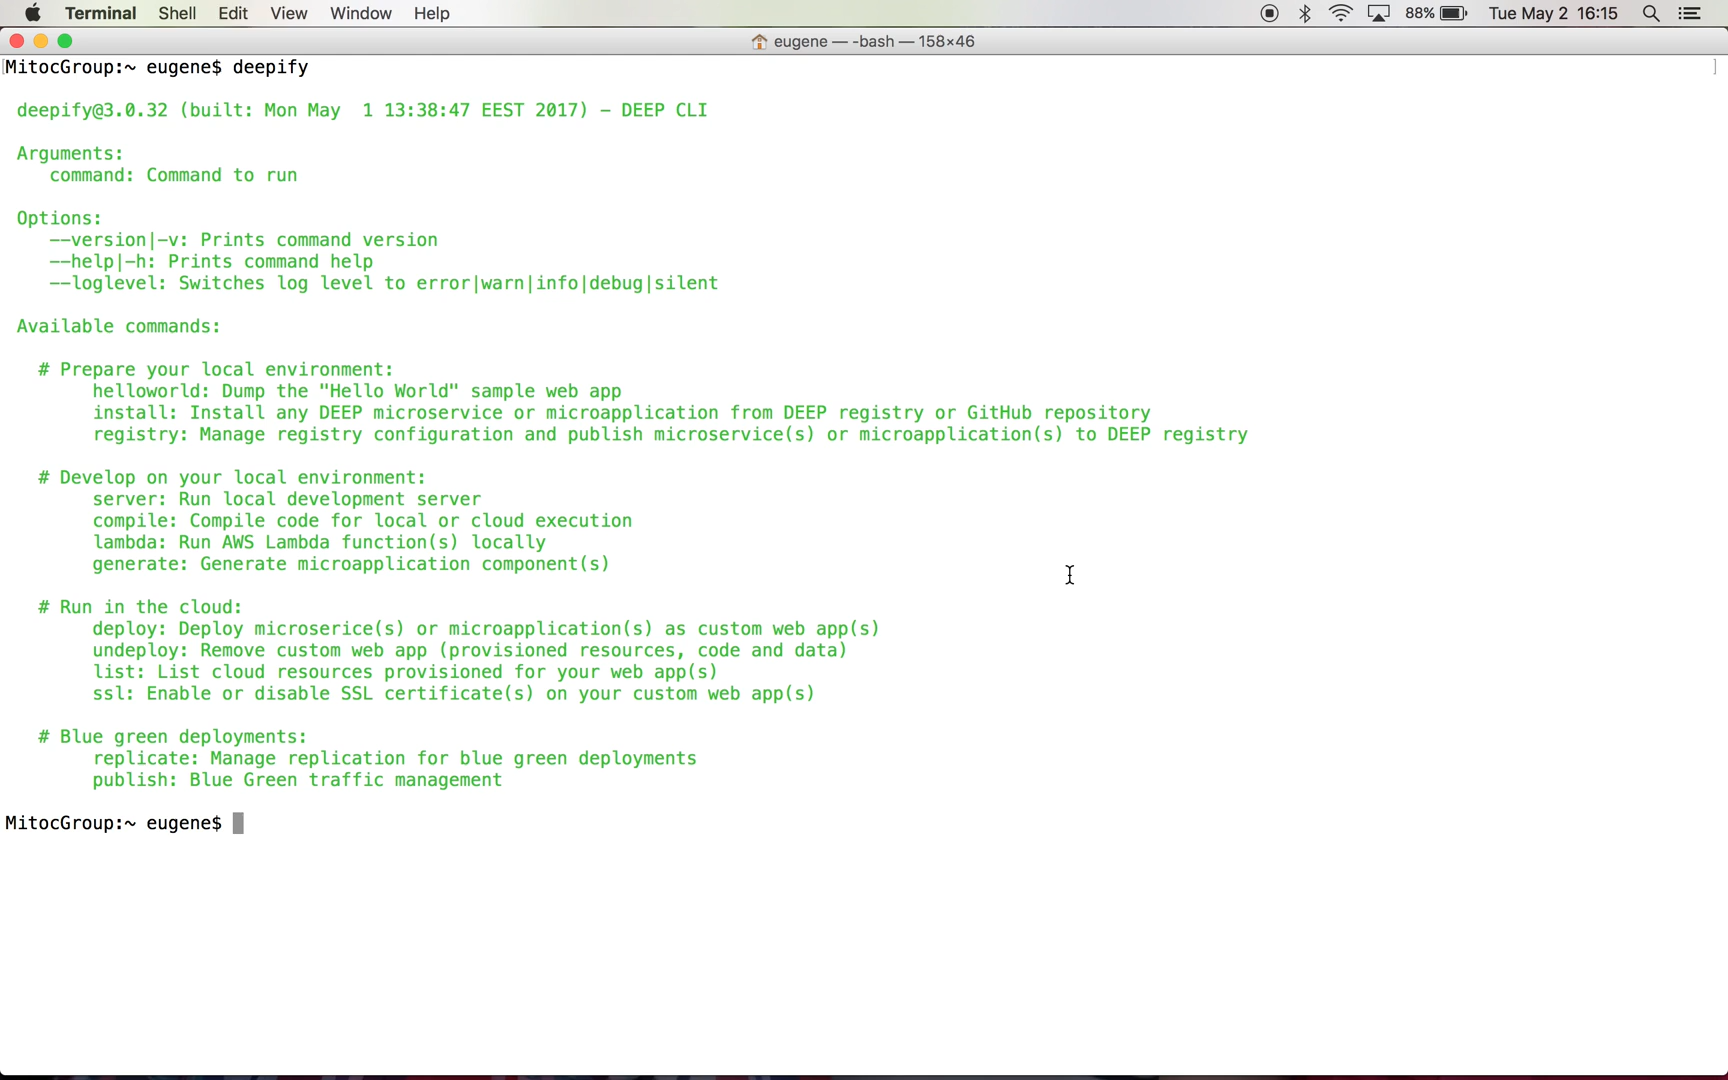 Terminal Shell Edit View Window Help 88% Tue May 2 16:15
eugene — -bash — 158×46
MitocGroup:~ eugene$ deepify
deepify@3.0.32 (built: Mon May  1 13:38:47 EEST 2017) – DEEP CLI
Arguments:
command: Command to run
Options:
--version|-v: Prints command version
--help|-h: Prints command help
--loglevel: Switches log level to error|warn|info|debug|silent
Available commands:
# Prepare your local environment:
helloworld: Dump the "Hello World" sample web app
install: Install any DEEP microservice or microapplication from DEEP registry or GitHub repository
registry: Manage registry configuration and publish microservice(s) or microapplication(s) to DEEP registry
# Develop on your local environment:
server: Run local development server
compile: Compile code for local or cloud execution
lambda: Run AWS Lambda function(s) locally
generate: Generate microapplication component(s)
# Run in the cloud:
deploy: Deploy microserice(s) or microapplication(s) as custom web app(s)
undeploy: Remove custom web app (provisioned resources, code and data)
list: List cloud resources provisioned for your web app(s)
ssl: Enable or disable SSL certificate(s) on your custom web app(s)
# Blue green deployments:
replicate: Manage replication for blue green deployments
publish: Blue Green traffic management
MitocGroup:~ eugene$